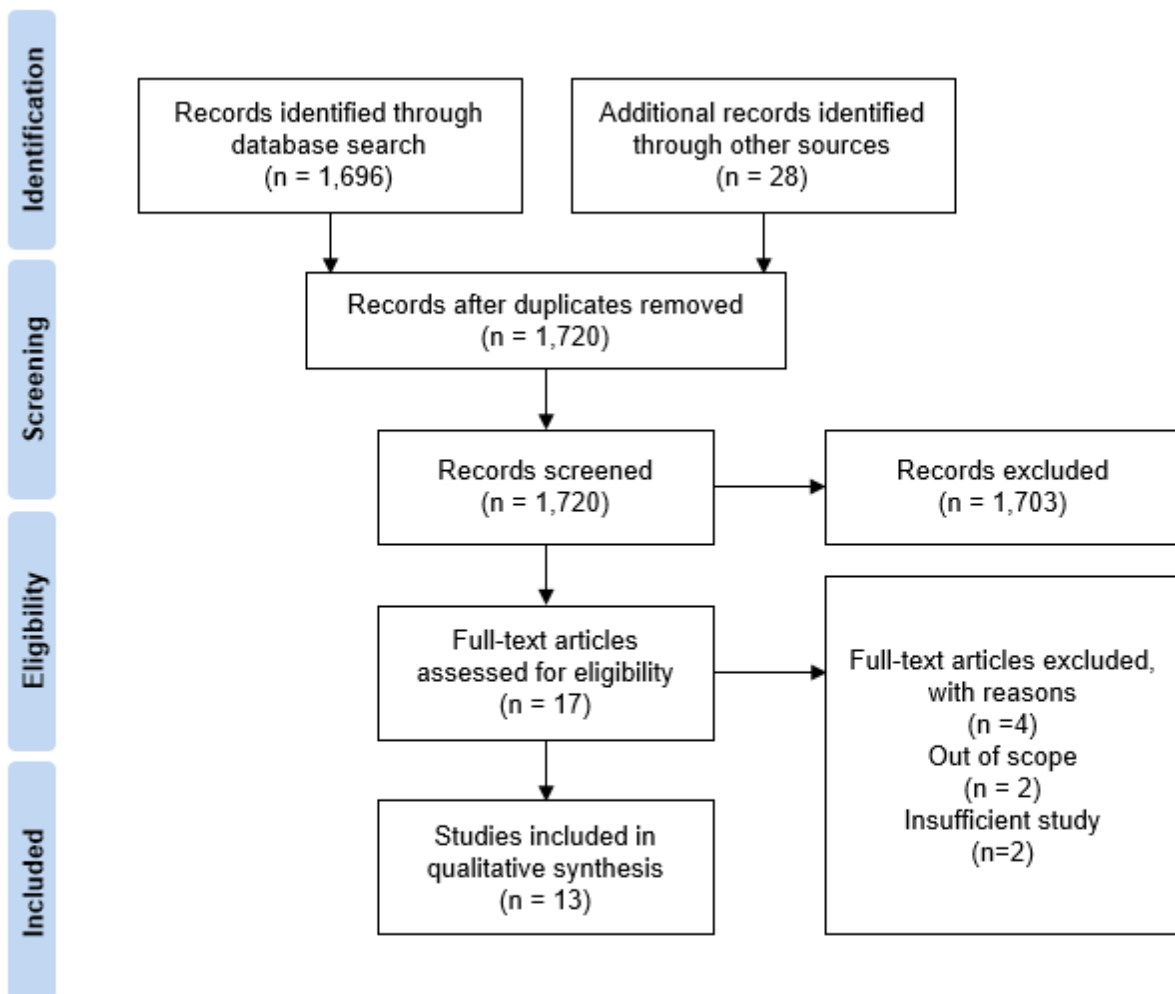 Identification
Records identified through
database search
(n = 1,696)
Additional records identified
through other sources
(n = 28)
Screening
Records after duplicates removed
(n = 1,720)
Records screened
(n = 1,720)
Records excluded
(n = 1,703)
Eligibility
Full-text articles
assessed for eligibility
(n = 17)
Full-text articles excluded,
with reasons
(n =4)
Out of scope
(n = 2)
Insufficient study
(n=2)
Included
Studies included in
qualitative synthesis
(n = 13)